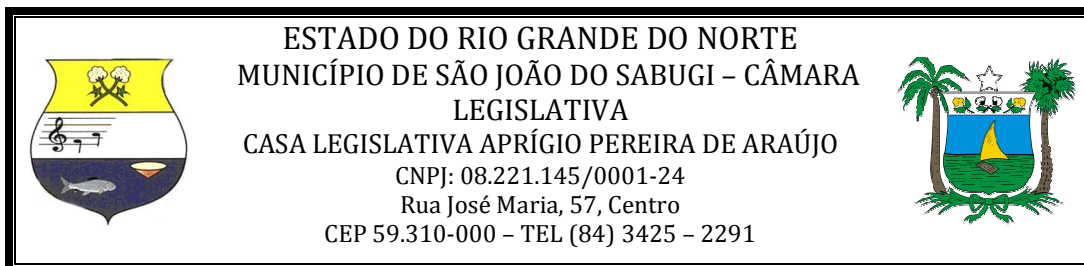 ESTADO DO RIO GRANDE DO NORTE
MUNICÍPIO DE SÃO JOÃO DO SABUGI – CÂMARA
LEGISLATIVA
CASA LEGISLATIVA APRÍGIO PEREIRA DE ARAÚJO
CNPJ: 08.221.145/0001-24
Rua José Maria, 57, Centro
CEP 59.310-000 – TEL (84) 3425 – 2291